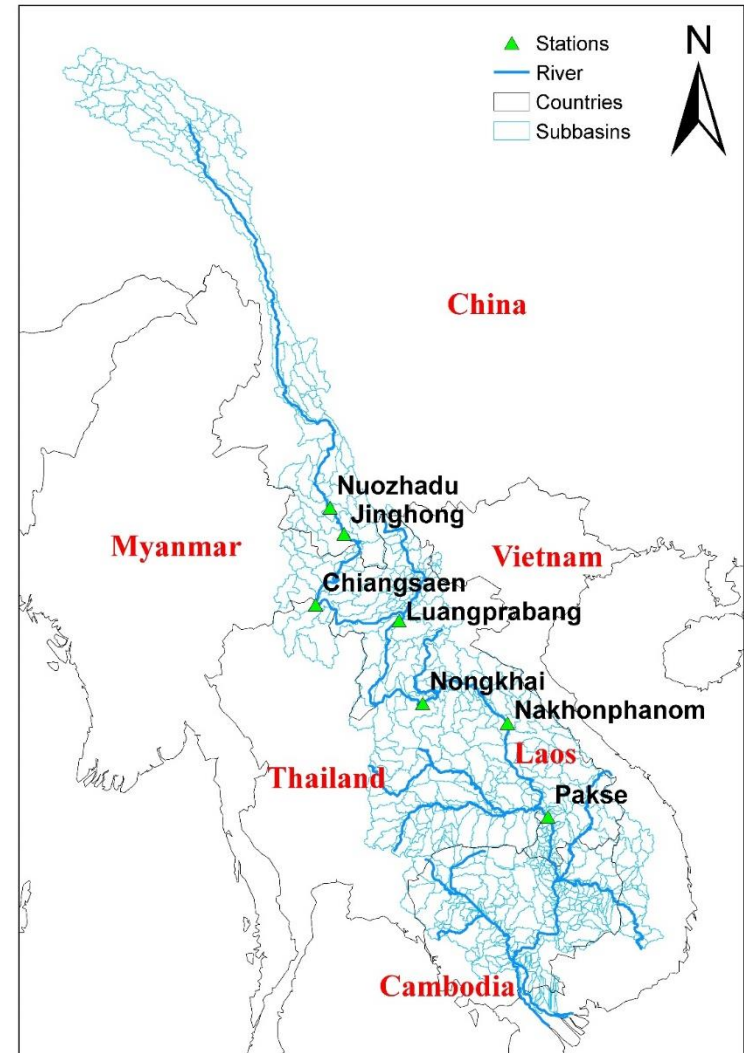 N
Stations
River
Countries
Subbasins
China
Nuozhadu
Jinghong
Myanmar
Vietnam
Chiangsaen
Luangprabang
Nongkhai
Nakhonphanom
Laos
Thailand
Pakse
Cambodia